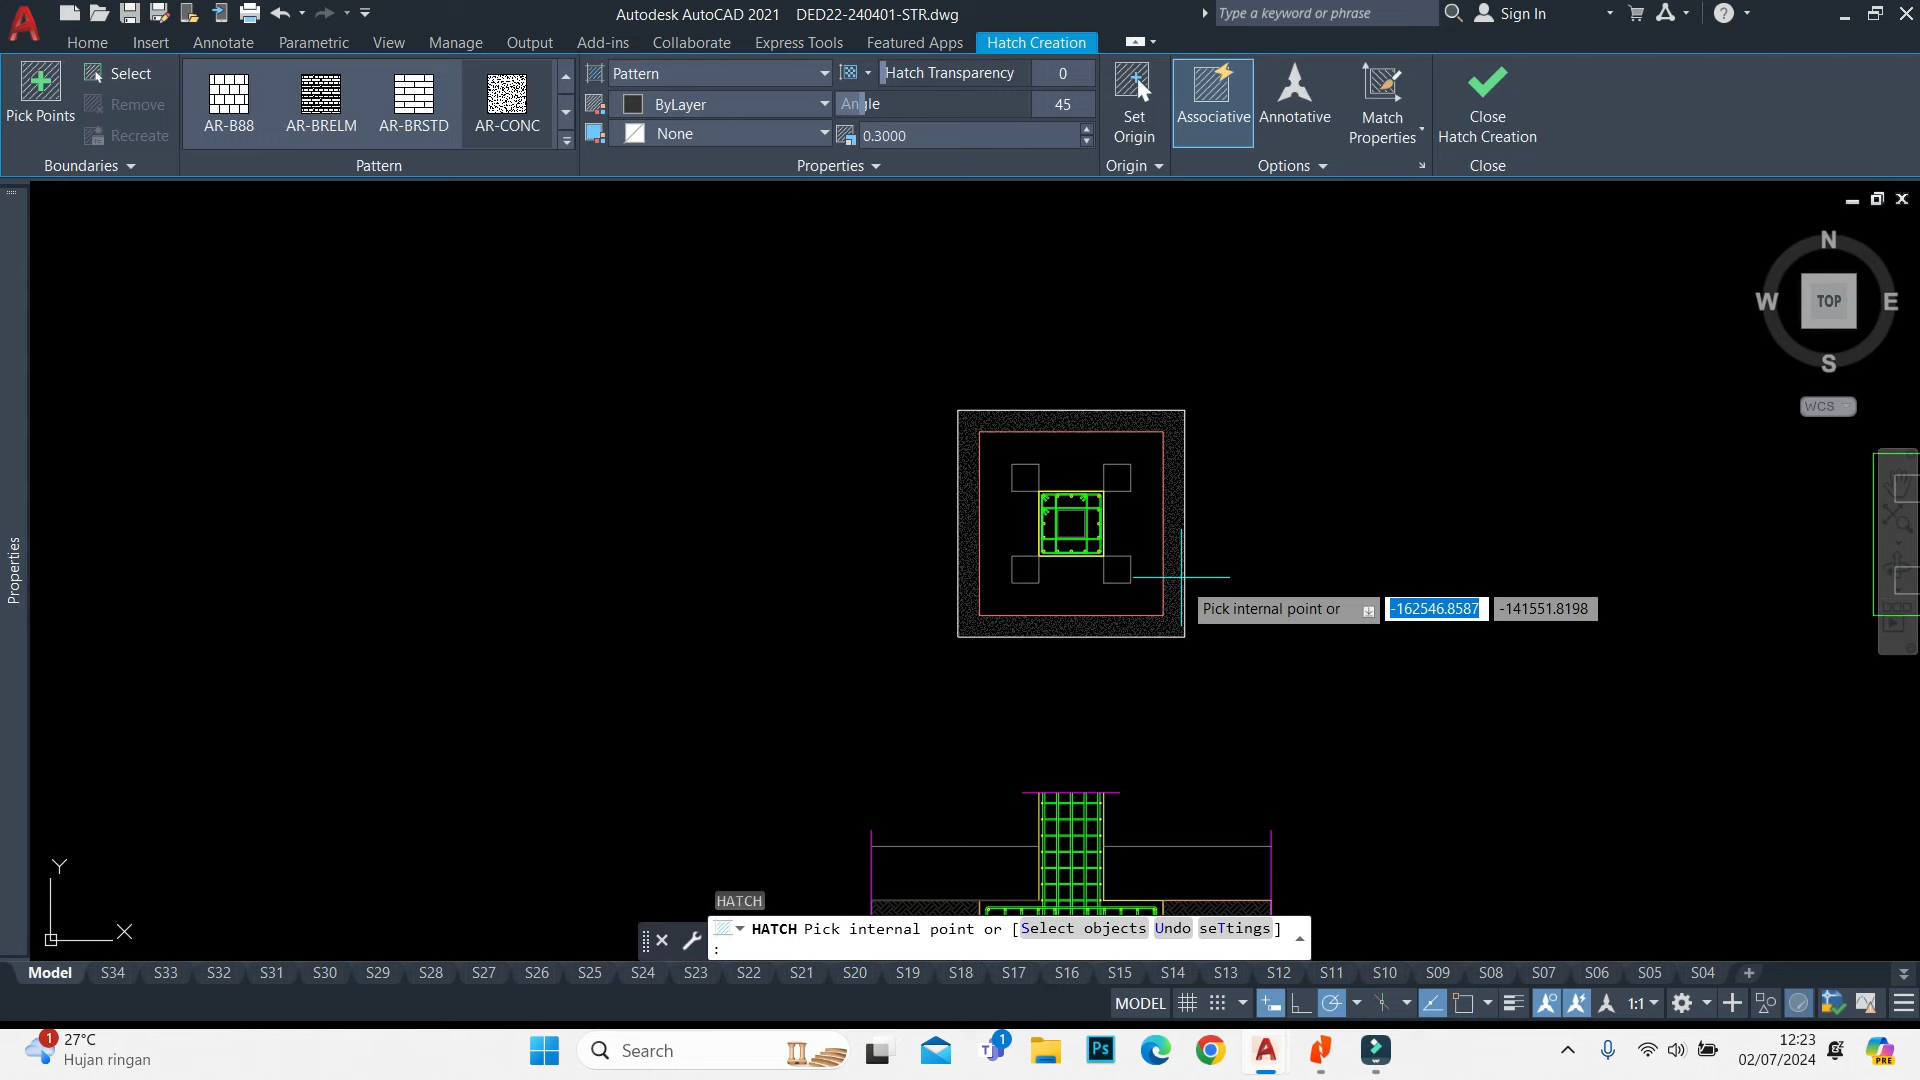 Autodesk AutoCAD 2021 DED22-240401-STR.dwg
Type a keyword or phrase
Sign In
Home Insert Annotate Parametric View Manage Output Add-ins Collaborate Express Tools Featured Apps Hatch Creation
Pick Points
Select
Remove
Recreate
Boundaries
AR-B88 AR-BRELM AR-BRSTD AR-CONC
Pattern
Pattern
ByLayer
None
Hatch Transparency 0
Angle 45
0.3000
Properties
Set
Origin
Origin
Associative
Annotative
Match
Properties
Options
Close
Hatch Creation
Close
N
W TOP E
S
WCS
Properties
Pick internal point or -162546.8587 -141551.8198
Y
X
HATCH
HATCH Pick internal point or [Select objects Undo seTtings]
:
Model S34 S33 S32 S31 S30 S29 S28 S27 S26 S25 S24 S23 S22 S21 S20 S19 S18 S17 S16 S15 S14 S13 S12 S11 S10 S09 S08 S07 S06 S05 S04
MODEL
1:1
1
27°C
Hujan ringan
Search
1
Ps
12:23
02/07/2024
PRE